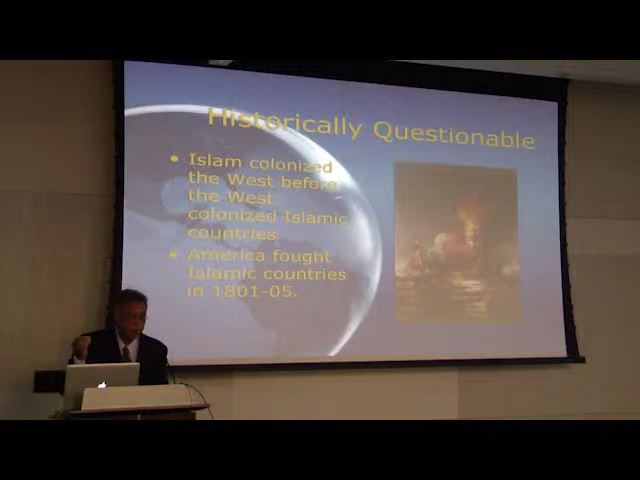 Historically Questionable
• Islam colonized
the West before
the West
colonized Islamic
countries
• America fought
Islamic countries
in 1801-05.